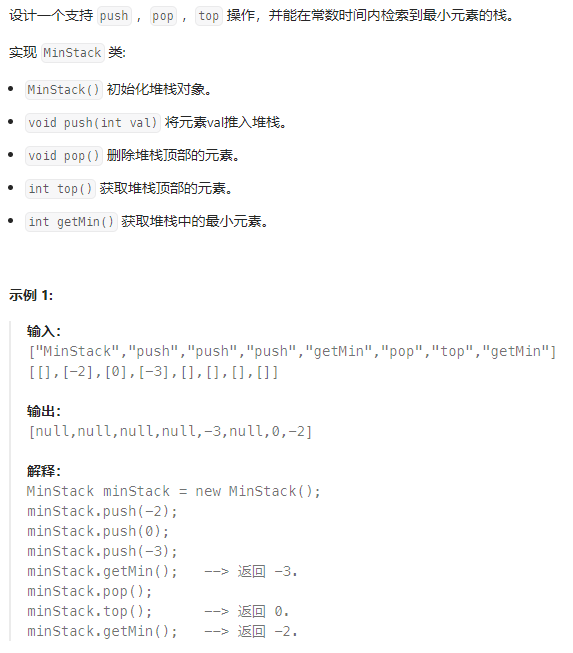 设计一个支持 push ，pop ，top 操作，并能在常数时间内检索到最小元素的栈。
实现 MinStack 类:
• MinStack() 初始化堆栈对象。
• void push(int val) 将元素val推入堆栈。
• void pop() 删除堆栈顶部的元素。
• int top() 获取堆栈顶部的元素。
• int getMin() 获取堆栈中的最小元素。
示例 1:
输入：
["MinStack","push","push","push","getMin","pop","top","getMin"]
[[],[-2],[0],[-3],[],[],[],[]]
输出：
[null,null,null,null,-3,null,0,-2]
解释：
MinStack minStack = new MinStack();
minStack.push(-2);
minStack.push(0);
minStack.push(-3);
minStack.getMin();   --> 返回 -3.
minStack.pop();
minStack.top();      --> 返回 0.
minStack.getMin();   --> 返回 -2.